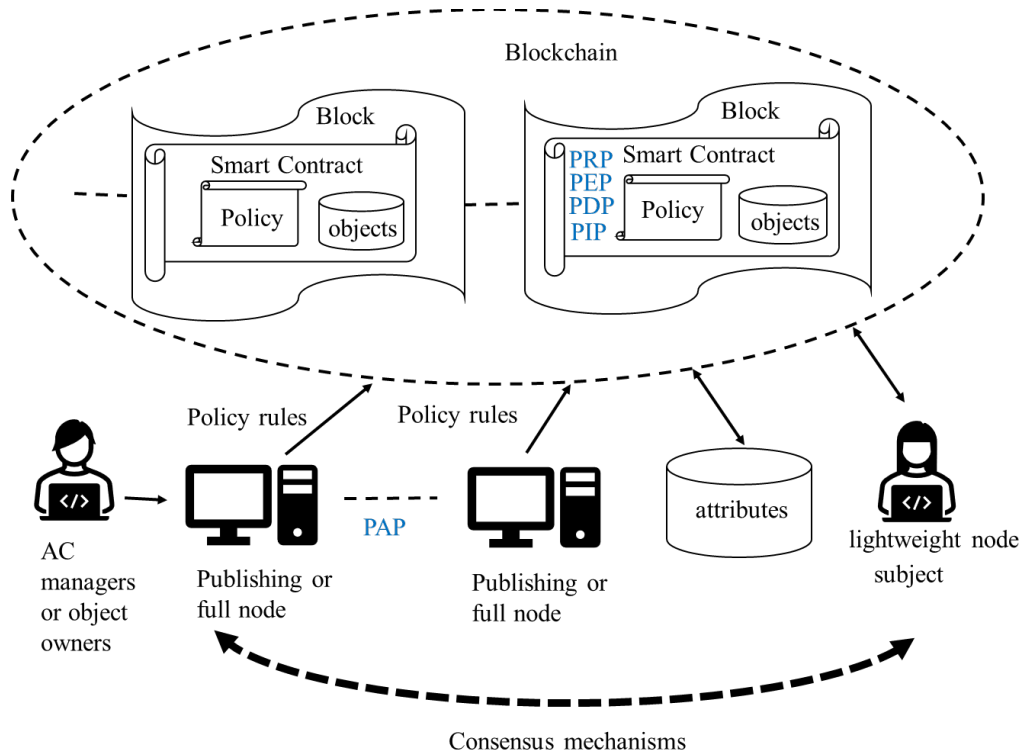 Blockchain
Block
Smart Contract
Policy
objects
Block
PRP Smart Contract
PEP
PDP
PIP
Policy
objects
Policy rules
Policy rules
AC
managers
or object
owners
Publishing or
full node
PAP
Publishing or
full node
attributes
lightweight node
subject
Consensus mechanisms